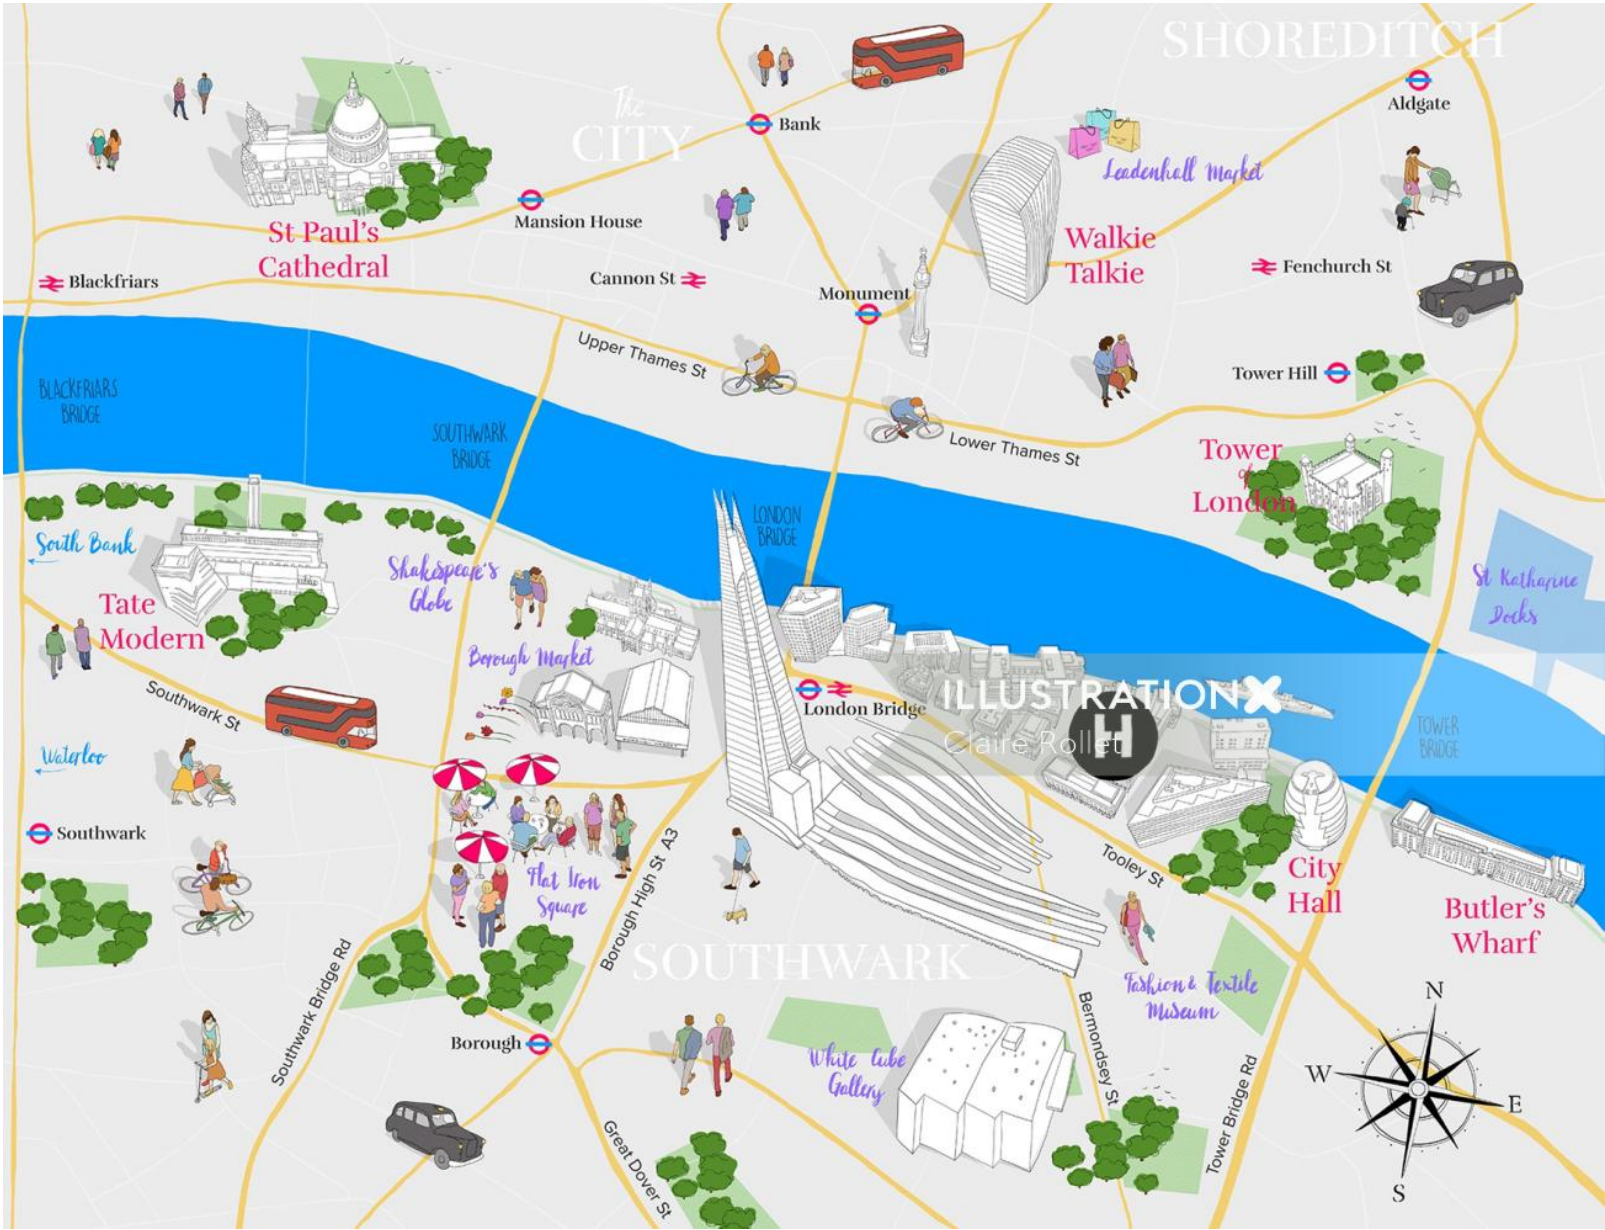 SHOREDITCH
Aldgate
The
CITY
Bank
Leadenhall Market
Mansion House
St Paul's
Cathedral
Walkie
Talkie
Blackfriars
Cannon St
Monument
Fenchurch St
Upper Thames St
Tower Hill
BLACKFRIARS
BRIDGE
SOUTHWARK
BRIDGE
Lower Thames St
Tower
of
London
LONDON
BRIDGE
South Bank
Shakespeare's
Globe
St Katharine
Docks
Tate
Modern
Borough Market
Southwark St
London Bridge
ILLUSTRATIONX
H
Claire Rollet
TOWER
BRIDGE
Waterloo
Southwark
Flat Iron
Square
Borough High St A3
Tooley St
City
Hall
Butler's
Wharf
SOUTHWARK
Southwark Bridge Rd
Fashion & Textile
Museum
Borough
White Cube
Gallery
Bermondsey St
Tower Bridge Rd
Great Dover St
N
W
E
S